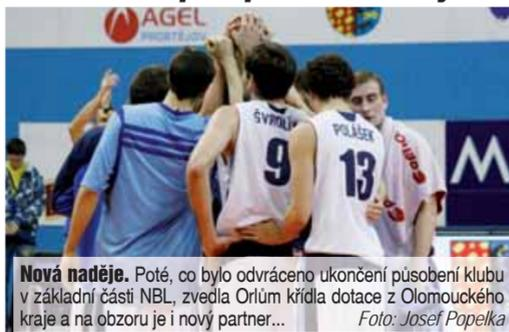 AGEL
PROSTĚJOV
POLÁŠEK
9
13
M
Nová naděje. Poté, co bylo odvráceno ukončení působení klubu
v základní části NBL, zvedla Orlům křídla dotace z Olomouckého
kraje a na obzoru je i nový partner... Foto: Josef Popelka